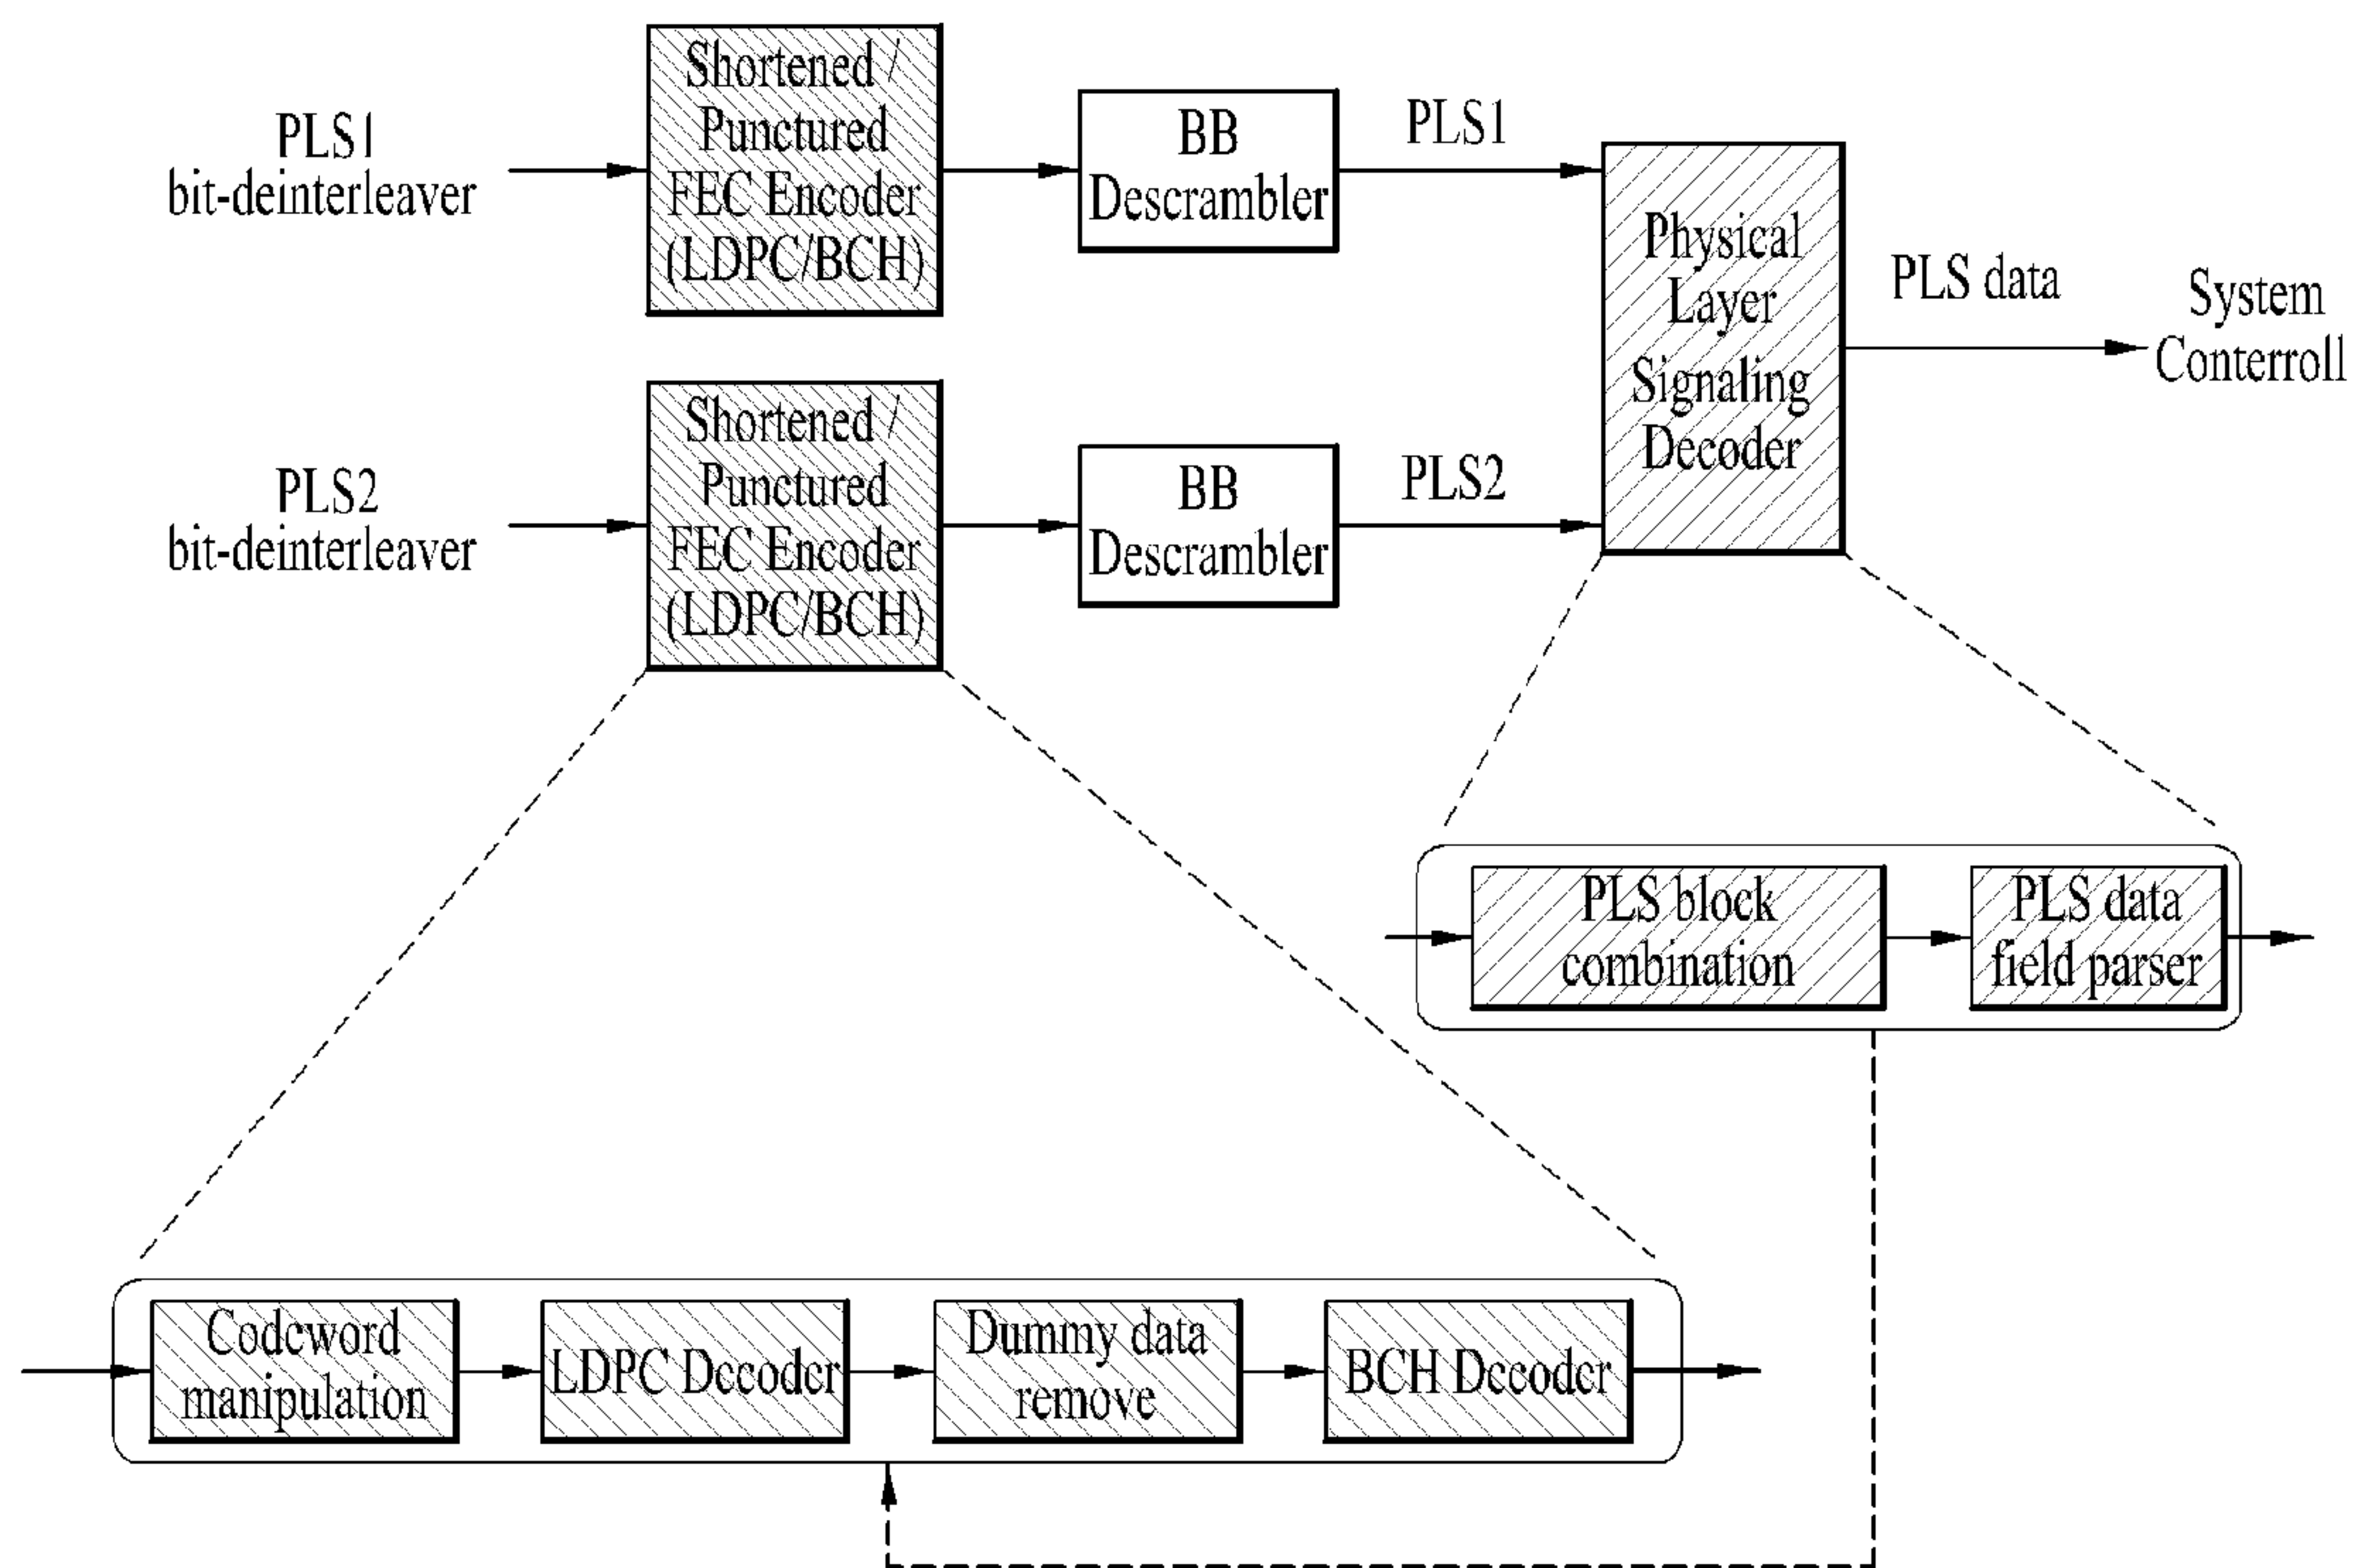 PLS1
bit-deinterleaver
Shortened /
Punctured
FEC Encoder
(LDPC/BCH)
BB
Descrambler
PLS1
Physical
Layer
Signaling
Decoder
PLS data
System
Conterroll
PLS2
bit-deinterleaver
Shortened /
Punctured
FEC Encoder
(LDPC/BCH)
BB
Descrambler
PLS2
PLS block
combination
PLS data
field parser
Codeword
manipulation
LDPC Decoder
Dummy data
remove
BCH Decoder